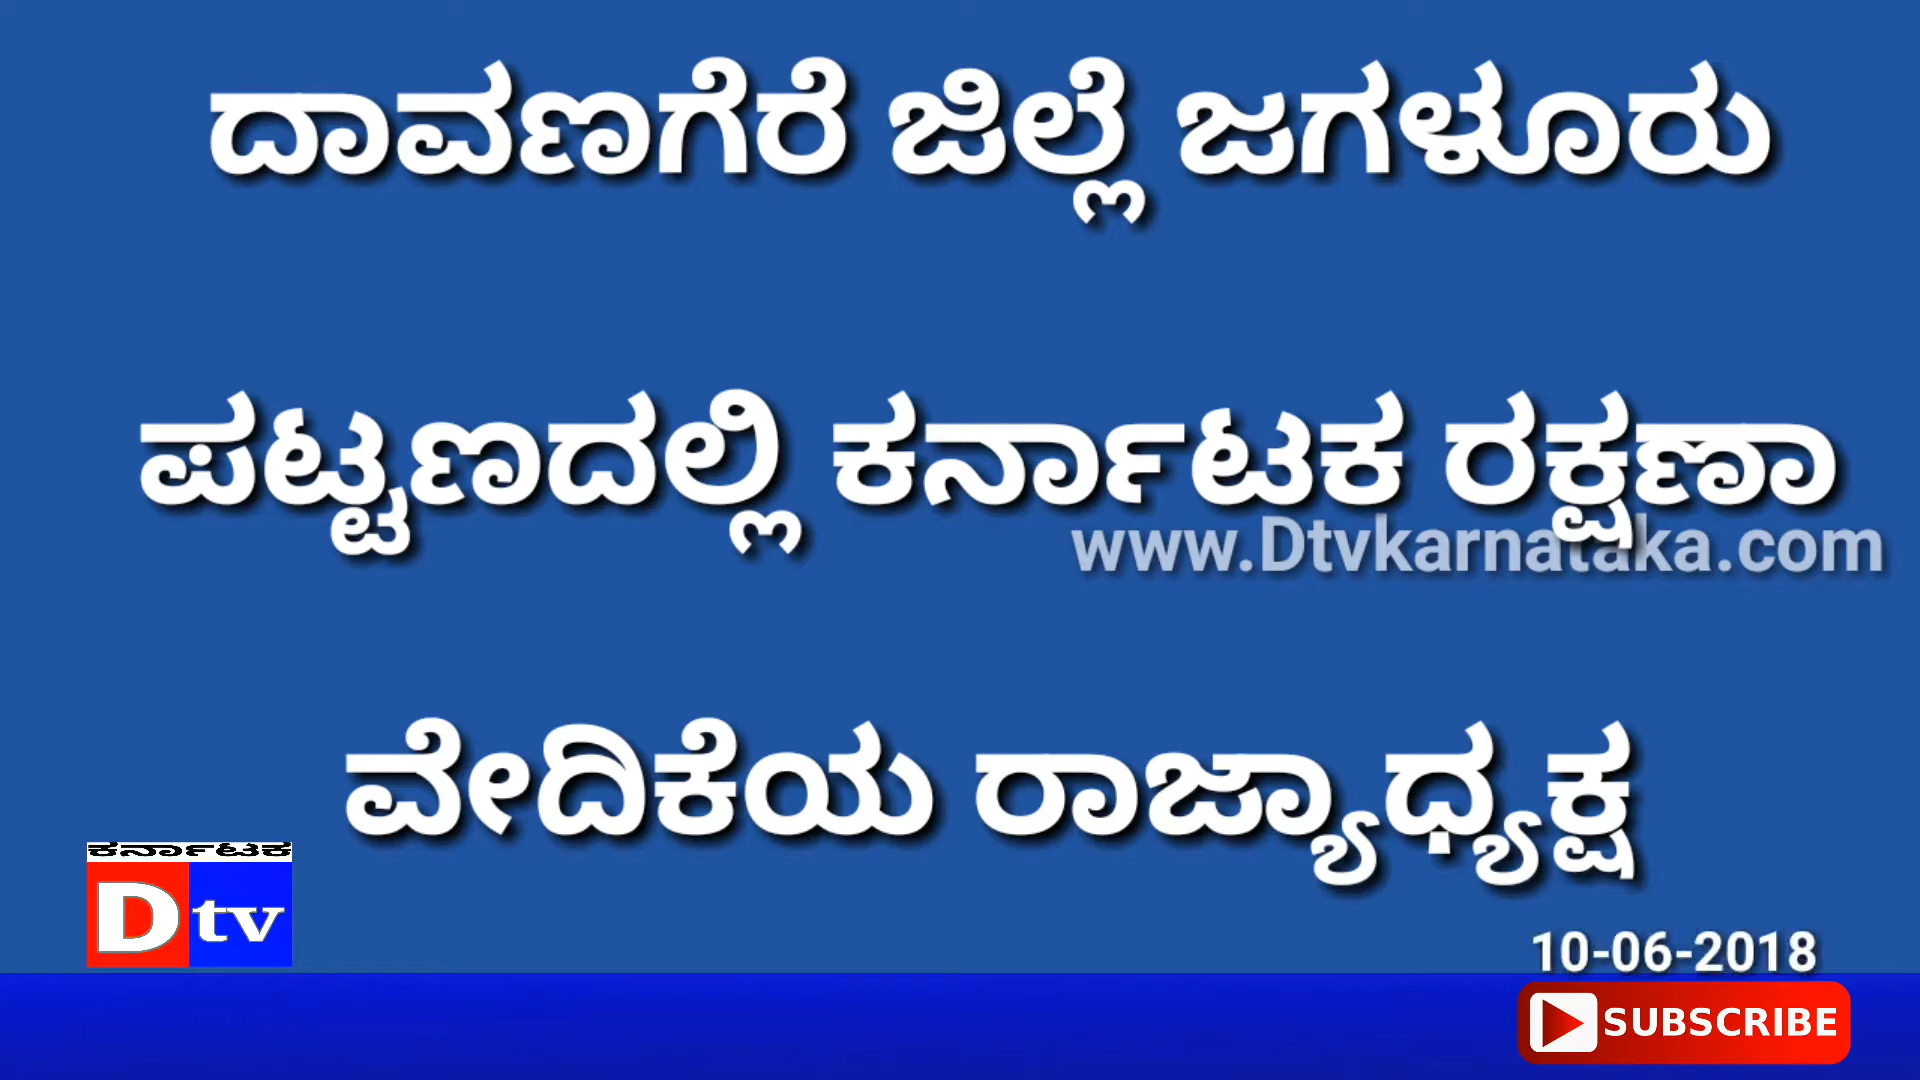 ದಾವಣಗೆರೆ ಜಿಲ್ಲೆ ಜಗಳೂರು
ಪಟ್ಟಣದಲ್ಲಿ ಕರ್ನಾಟಕ ರಕ್ಷಣಾ
www.Dtvkarnataka.com
ವೇದಿಕೆಯ ರಾಜ್ಯಾಧ್ಯಕ್ಷ
ಕರ್ನಾಟಕ
Dtv
10-06-2018
SUBSCRIBE